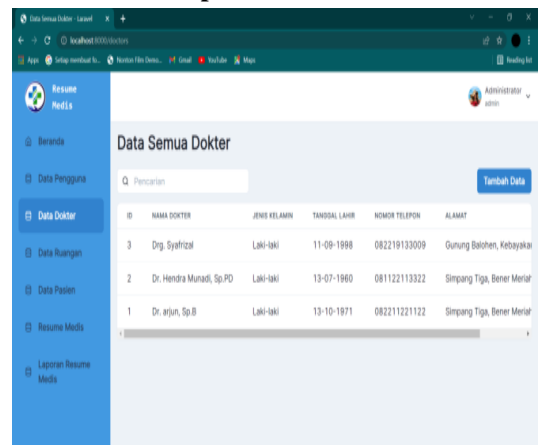 Data Semua Dokter - Laravel
localhost:8000/doctors
Apps Setap membuat fo... Nonton Film Demo... Gmail YouTube Maps Reading list
Resume
Medis
Administrator
admin
Beranda
Data Semua Dokter
Data Pengguna
Pencarian
Tambah Data
Data Dokter
ID NAMA DOKTER JENIS KELAMIN TANGGAL LAHIR NOMOR TELEPON ALAMAT
3 Drg. Syafrizal Laki-laki 11-09-1998 082219133009 Gunung Balohen, Kebayakan
Data Ruangan
2 Dr. Hendra Munadi, Sp.PD Laki-laki 13-07-1960 081122113322 Simpang Tiga, Bener Meriah
Data Pasien
1 Dr. arjun, Sp.B Laki-laki 13-10-1971 082211221122 Simpang Tiga, Bener Meriah
Resume Medis
Laporan Resume
Medis